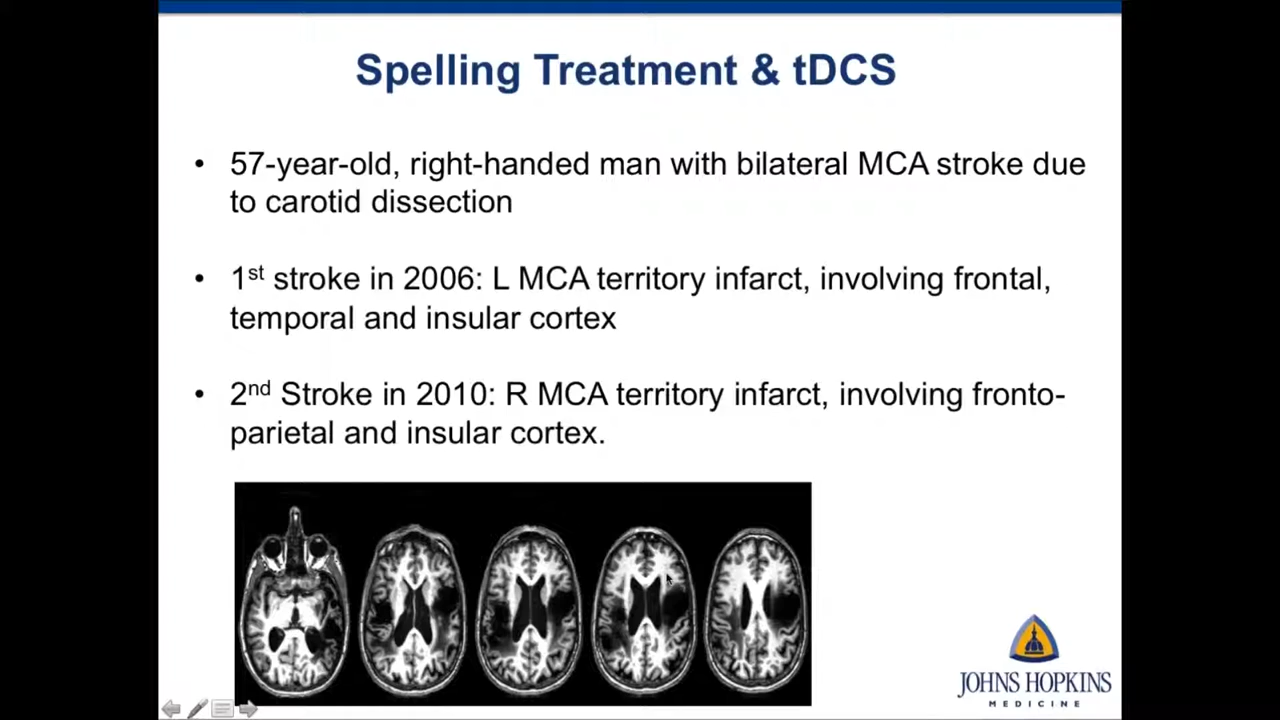 Spelling Treatment & tDCS
• 57-year-old, right-handed man with bilateral MCA stroke due
to carotid dissection
• 1st stroke in 2006: L MCA territory infarct, involving frontal,
temporal and insular cortex
• 2nd Stroke in 2010: R MCA territory infarct, involving fronto-
parietal and insular cortex.
JOHNS HOPKINS
MEDICINE